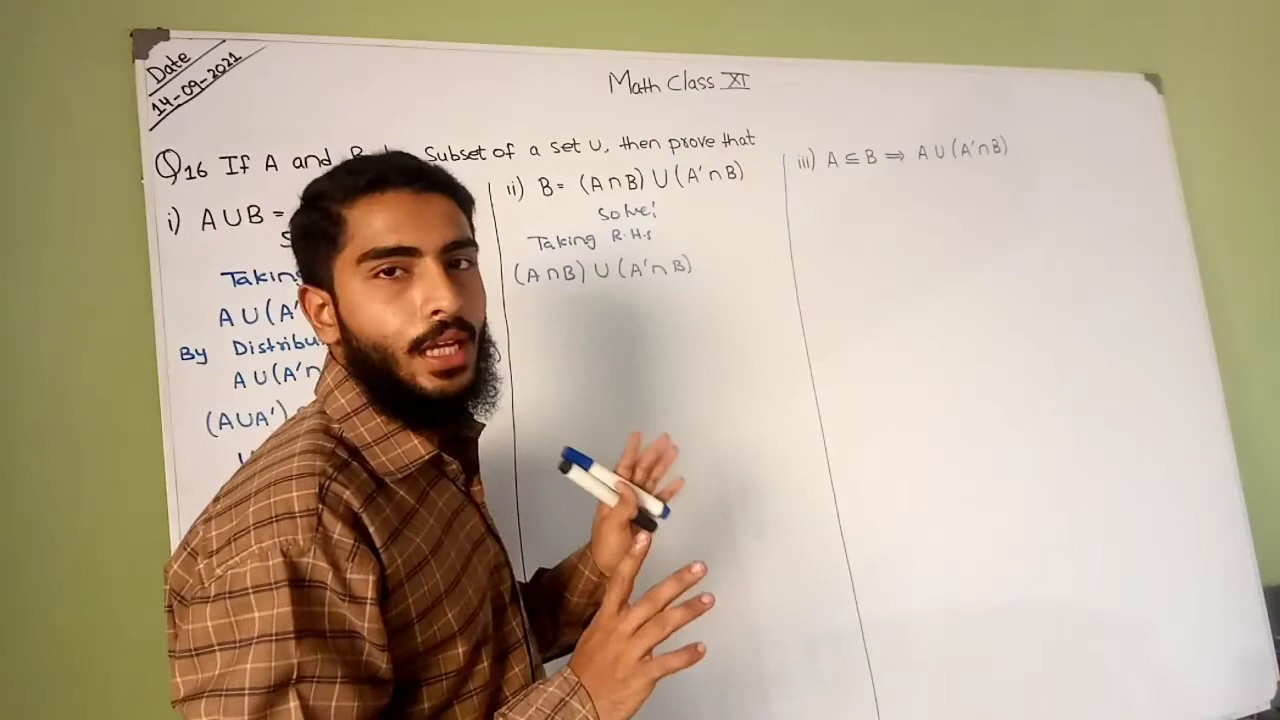 Date
14-09-2021
Math Class XI
Q16 If A and B Subset of a set U, then prove that
i) A∪B =
Taking
A∪(A'
By Distribu
A∪(A'∩
(A∪A')
ii) B = (A∩B) ∪ (A'∩B)
Solve:
Taking R.H.s
(A∩B) ∪ (A'∩B)
iii) A ⊆ B ⇒ A ∪ (A'∩B)